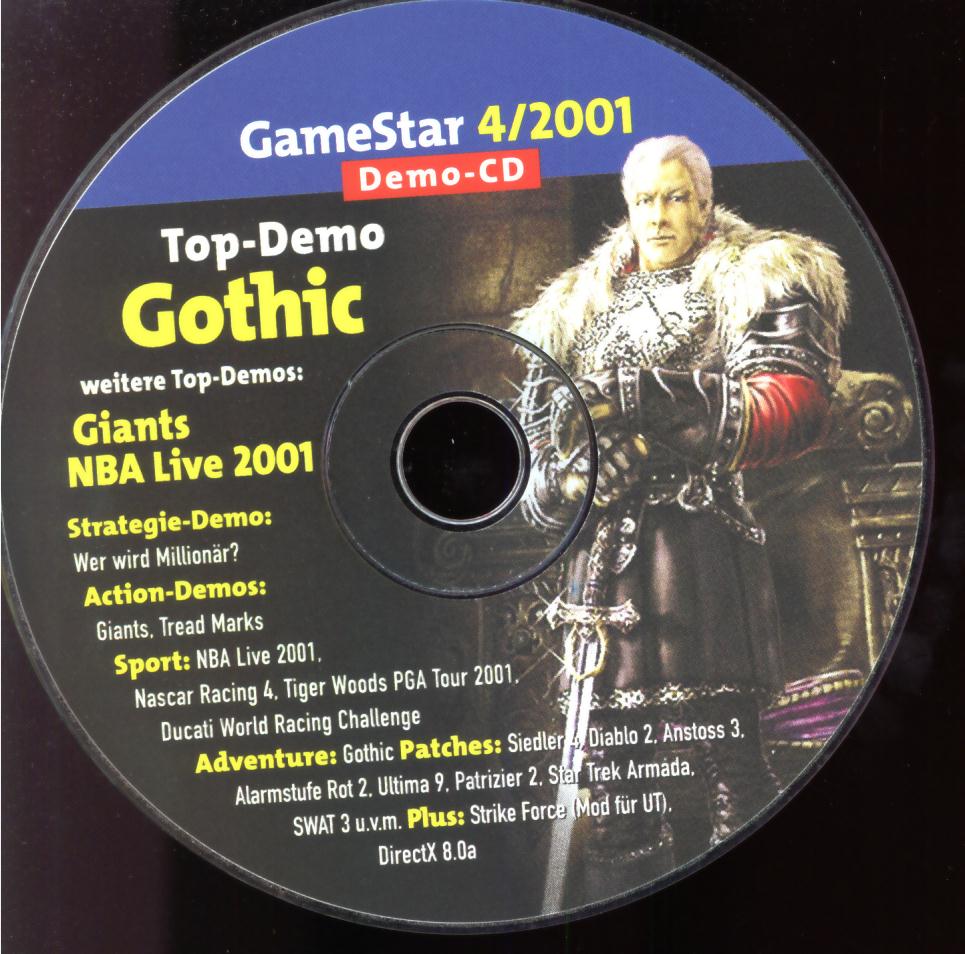 GameStar 4/2001
Demo-CD
Top-Demo
Gothic
weitere Top-Demos:
Giants
NBA Live 2001
Strategie-Demo:
Wer wird Millionär?
Action-Demos:
Giants, Tread Marks
Sport: NBA Live 2001,
Nascar Racing 4, Tiger Woods PGA Tour 2001,
Ducati World Racing Challenge
Adventure: Gothic Patches: Siedler 4, Diablo 2, Anstoss 3,
Alarmstufe Rot 2, Ultima 9, Patrizier 2, Star Trek Armada,
SWAT 3 u.v.m. Plus: Strike Force (Mod für UT),
DirectX 8.0a